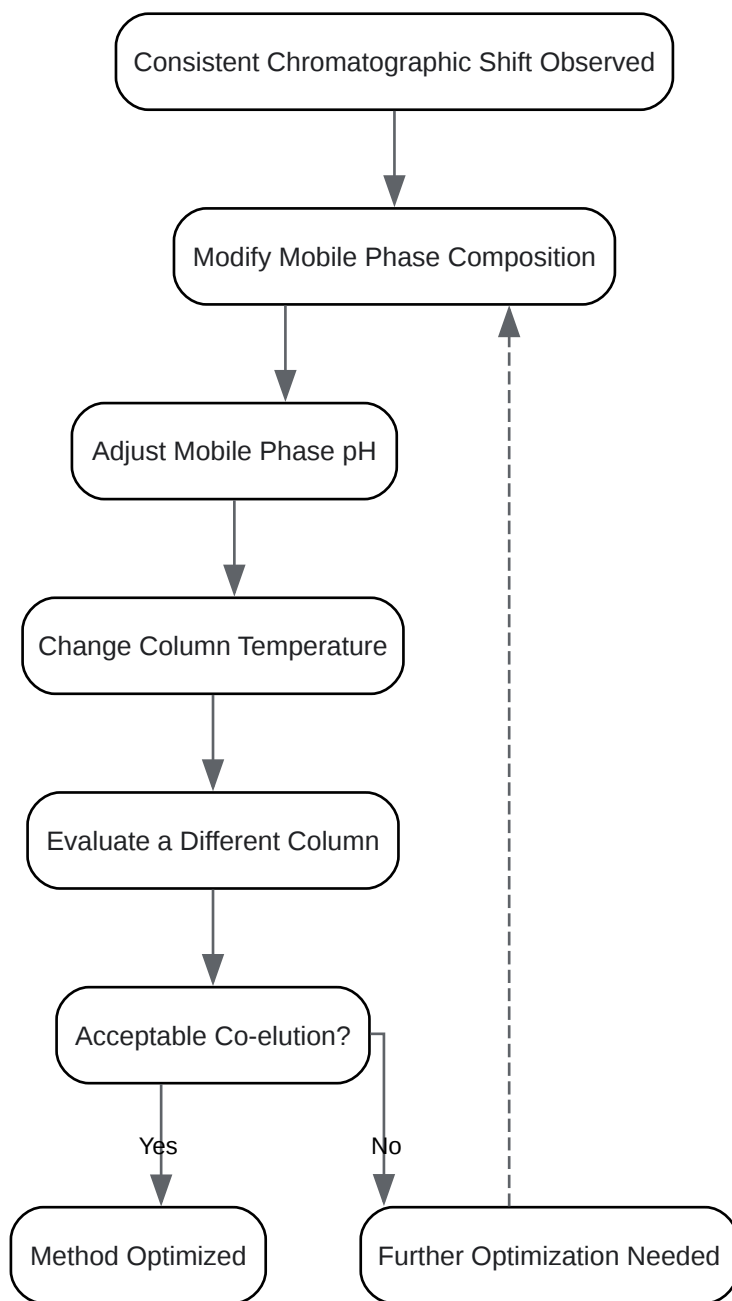 Consistent Chromatographic Shift Observed
Modify Mobile Phase Composition
Adjust Mobile Phase pH
Change Column Temperature
Evaluate a Different Column
Acceptable Co-elution?
Yes
No
Method Optimized
Further Optimization Needed